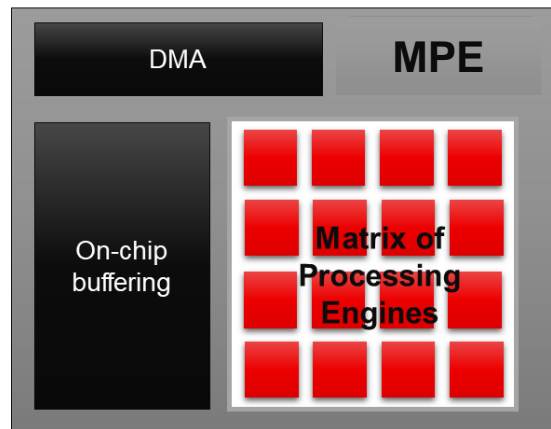 DMA
MPE
On-chip
buffering
Matrix of
Processing
Engines